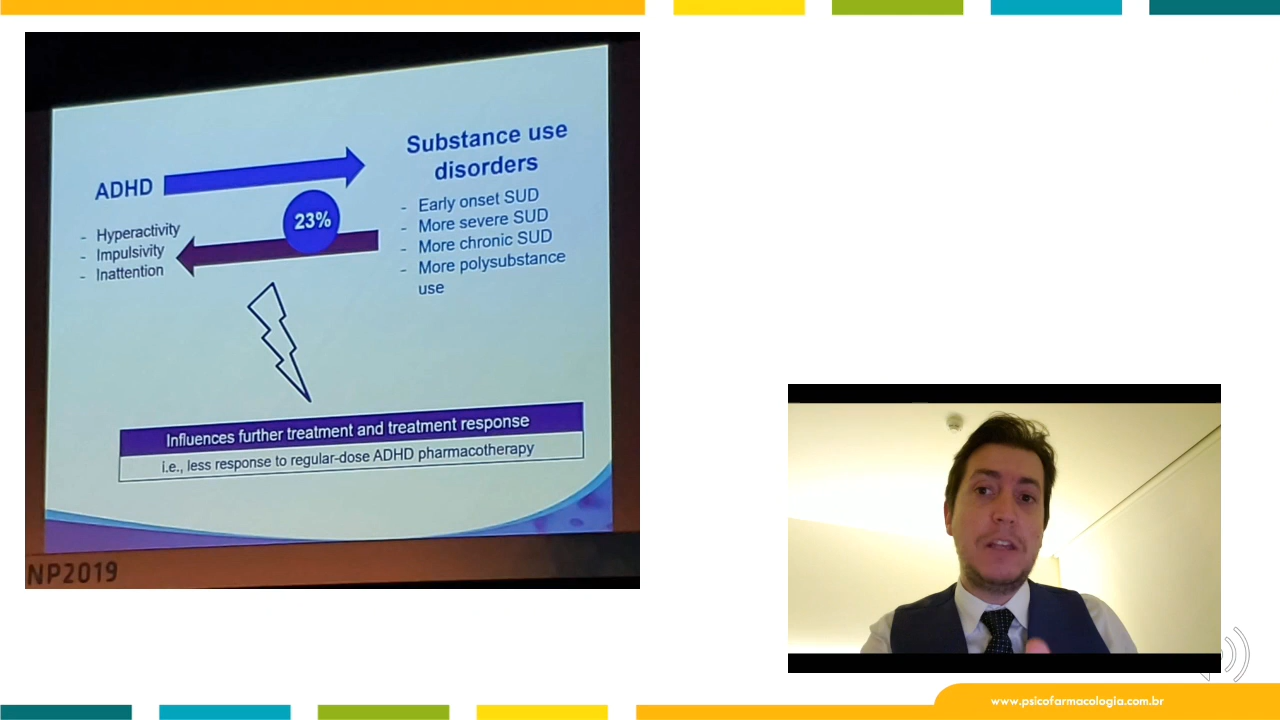 Substance use
disorders
ADHD
23%
- Hyperactivity
- Impulsivity
- Inattention
- Early onset SUD
- More severe SUD
- More chronic SUD
- More polysubstance
use
Influences further treatment and treatment response
i.e., less response to regular-dose ADHD pharmacotherapy
NP2019
www.psicofarmacologia.com.br